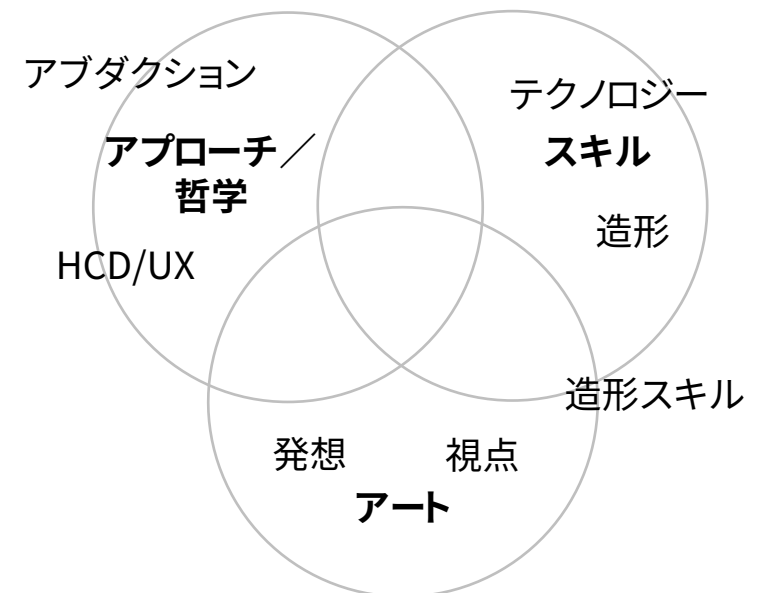 アブダクション
アプローチ／
哲学
HCD/UX
テクノロジー
スキル
造形
造形スキル
発想
視点
アート